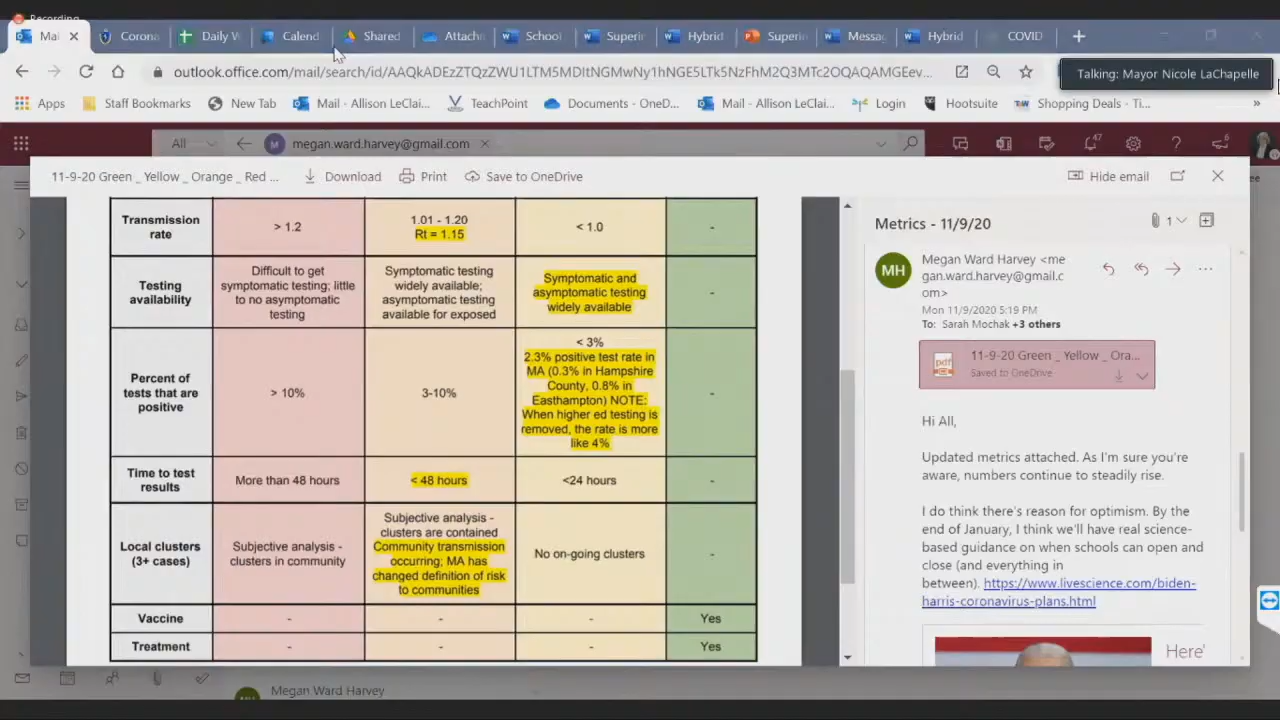 Recording
Mai
Corona
Daily W
Calend
Shared
Attachi
School
Superin
Hybrid
Superin
Messag
Hybrid
COVID
outlook.office.com/mail/search/id/AAQkADEzZTQzZWU1LTM5MDItNGMwNy1hNGE5LTk5NzFhM2Q3MTc2OQAQAMGEev...
Talking: Mayor Nicole LaChapelle
Apps
Staff Bookmarks
New Tab
Mail - Allison LeClai...
TeachPoint
Documents - OneD...
Mail - Allison LeClai...
Login
Hootsuite
Shopping Deals - Ti...
»
All
M
megan.ward.harvey@gmail.com
47
11-9-20 Green _ Yellow _ Orange _ Red ...
Download
Print
Save to OneDrive
Hide email
Transmission rate
> 1.2
1.01 - 1.20
Rt = 1.15
< 1.0
-
Testing availability
Difficult to get
symptomatic testing; little
to no asymptomatic
testing
Symptomatic testing
widely available;
asymptomatic testing
available for exposed
Symptomatic and
asymptomatic testing
widely available
-
Percent of
tests that are
positive
> 10%
3-10%
< 3%
2.3% positive test rate in
MA (0.3% in Hampshire
County, 0.8% in
Easthampton) NOTE:
When higher ed testing is
removed, the rate is more
like 4%
-
Time to test
results
More than 48 hours
< 48 hours
<24 hours
-
Local clusters
(3+ cases)
Subjective analysis -
clusters in community
Subjective analysis -
clusters are contained
Community transmission
occurring; MA has
changed definition of risk
to communities
No on-going clusters
-
Vaccine
-
-
-
Yes
Treatment
-
-
-
Yes
Metrics - 11/9/20
1
MH
Megan Ward Harvey <me
gan.ward.harvey@gmail.c
om>
Mon 11/9/2020 5:19 PM
To: Sarah Mochak +3 others
pdf
11-9-20 Green _ Yellow _ Ora...
Saved to OneDrive
Hi All,
Updated metrics attached. As I'm sure you're
aware, numbers continue to steadily rise.
I do think there's reason for optimism. By the
end of January, I think we'll have real science-
based guidance on when schools can open and
close (and everything in
between). https://www.livescience.com/biden-
harris-coronavirus-plans.html
Here'
Megan Ward Harvey